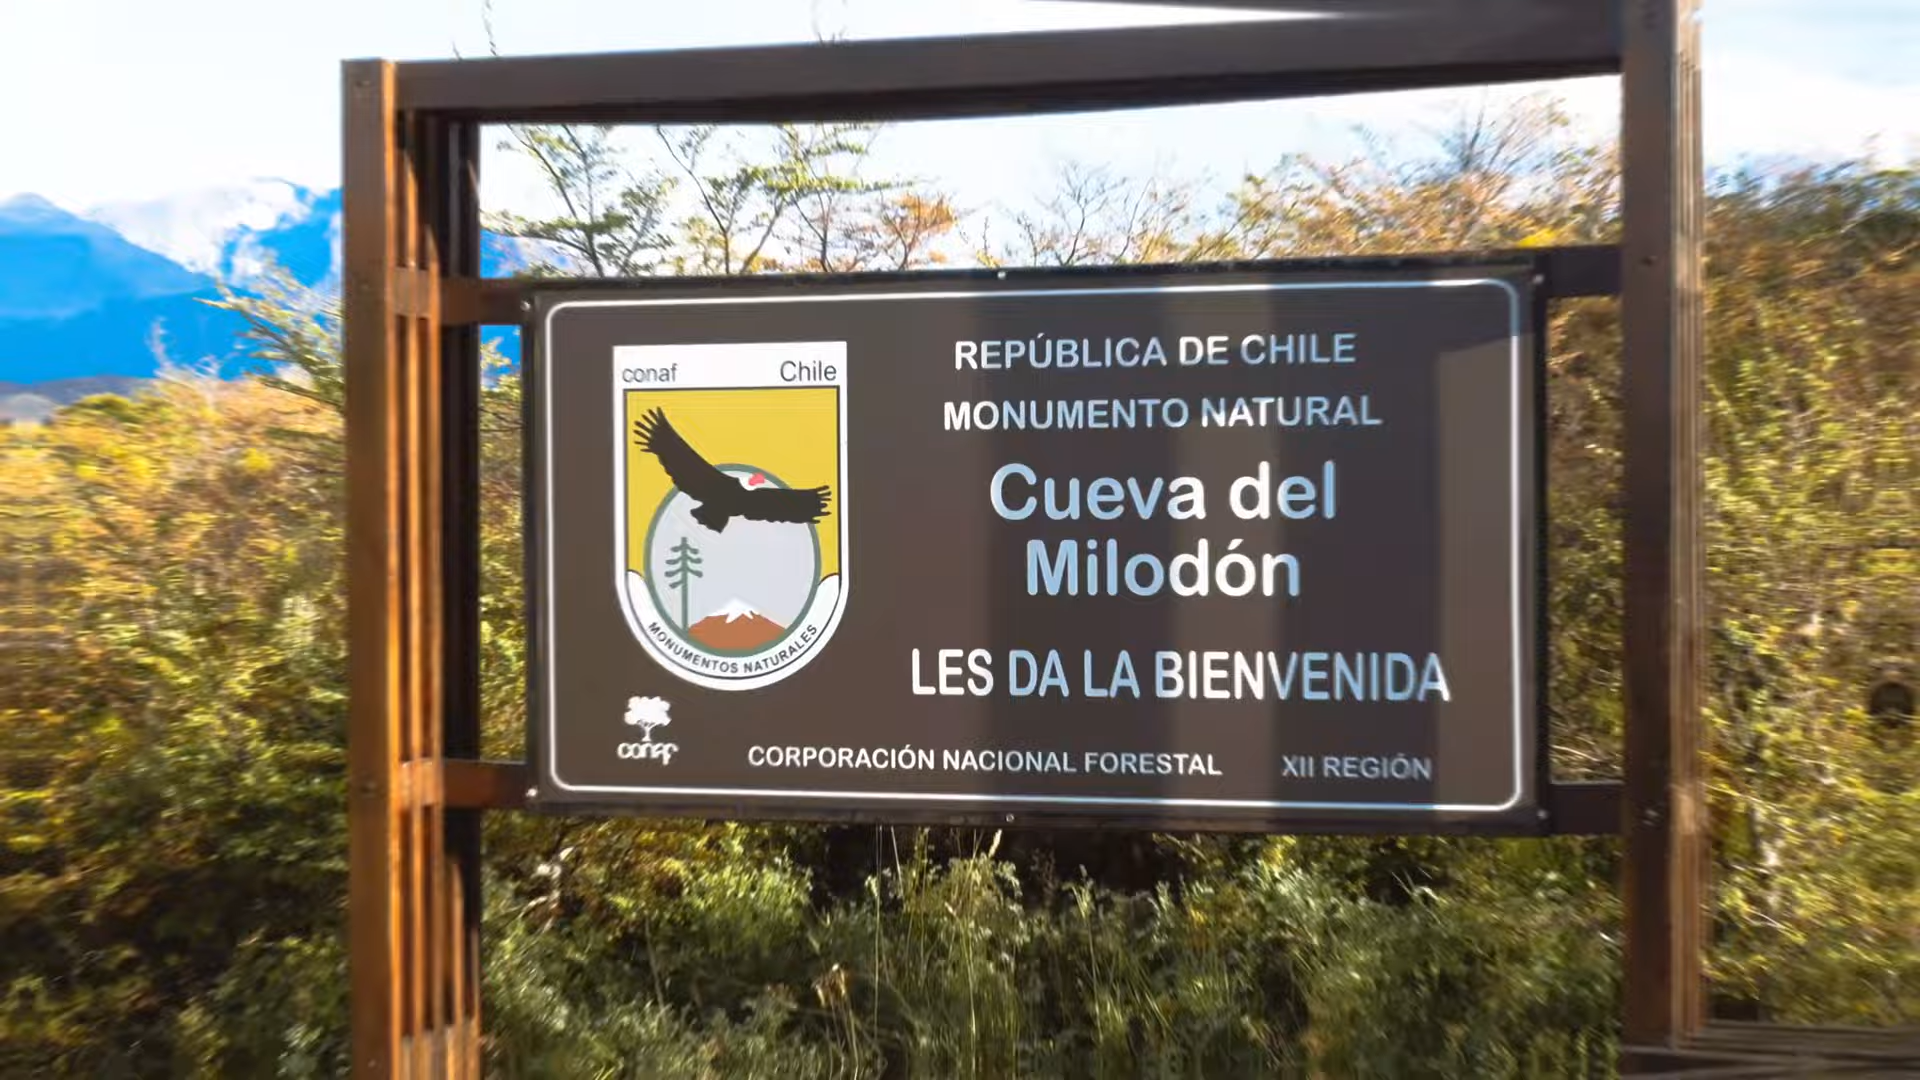 conaf Chile
MONUMENTOS NATURALES
conaf
REPÚBLICA DE CHILE
MONUMENTO NATURAL
Cueva del
Milodón
LES DA LA BIENVENIDA
CORPORACIÓN NACIONAL FORESTAL XII REGIÓN